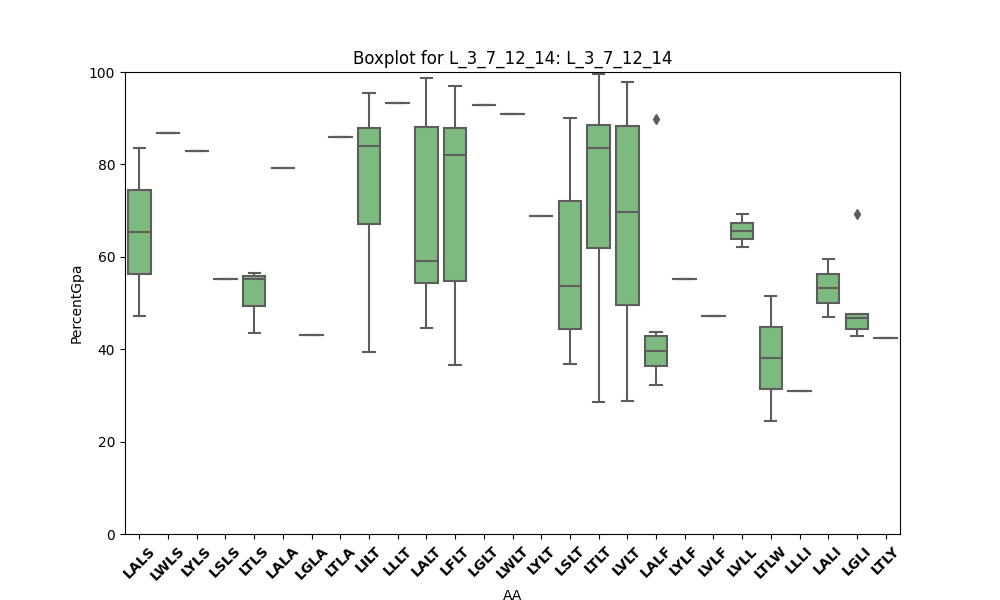 Boxplot for L_3_7_12_14: L_3_7_12_14
100
80
60
40
20
0
PercentGpa
LALS LWLS LYLS LSLS LTLS LALA LGLA LTLA LILT LLLT LALT LFLT LGLT LWLT LYLT LSLT LTLT LVLT LALF LYLF LVLF LVLL LTLW LLLI LALI LGLI LTLY
AA